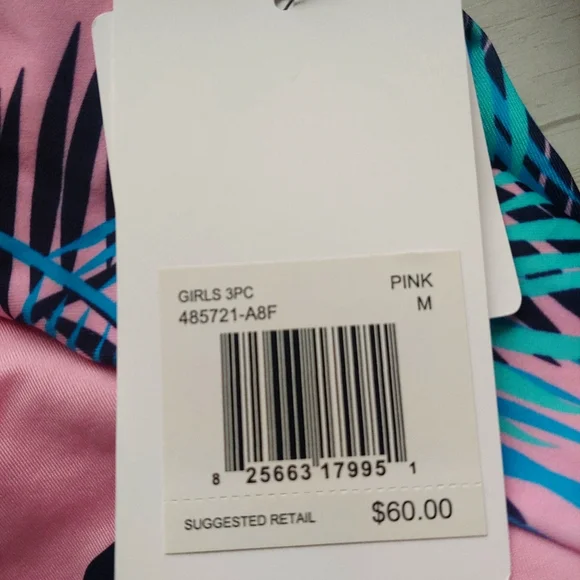 GIRLS 3PC PINK
485721-A8F M
8 25663 17995 1
SUGGESTED RETAIL $60.00